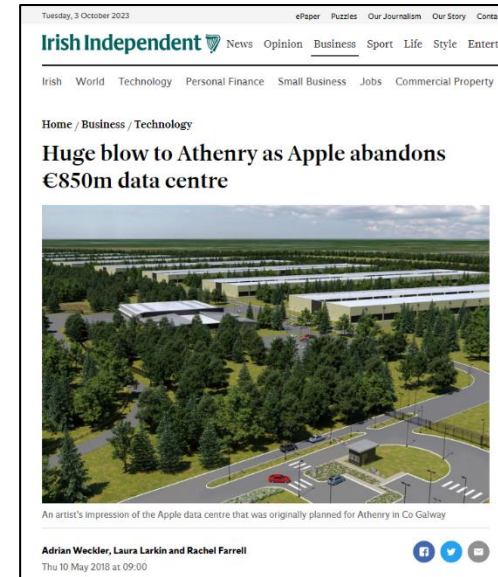 Tuesday, 3 October 2023 ePaper Puzzles Our Journalism Our Story
Irish Independent News Opinion Business Sport Life Style
Irish World Technology Personal Finance Small Business Jobs Commercial Property
Home / Business / Technology
Huge blow to Athenry as Apple abandons
€850m data centre
An artist's impression of the Apple data centre that was originally planned for Athenry in Co Galway
Adrian Weckler, Laura Larkin and Rachel Farrell
Thu 10 May 2018 at 09:00